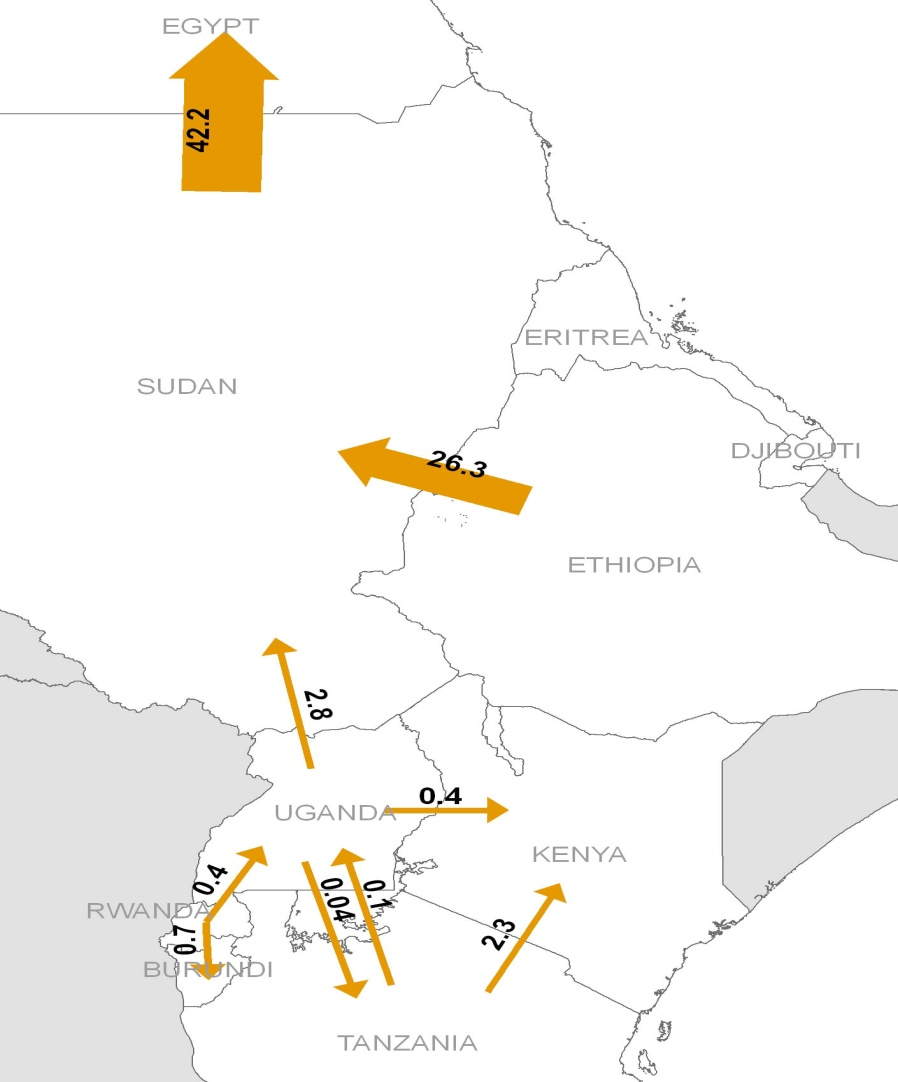 EGYPT
42.2
ERITREA
SUDAN
DJIBOUTI
26.3
ETHIOPIA
2.8
0.4
UGANDA
KENYA
0.4
0.04
0.1
RWANDA
2.3
0.7
BURUNDI
TANZANIA